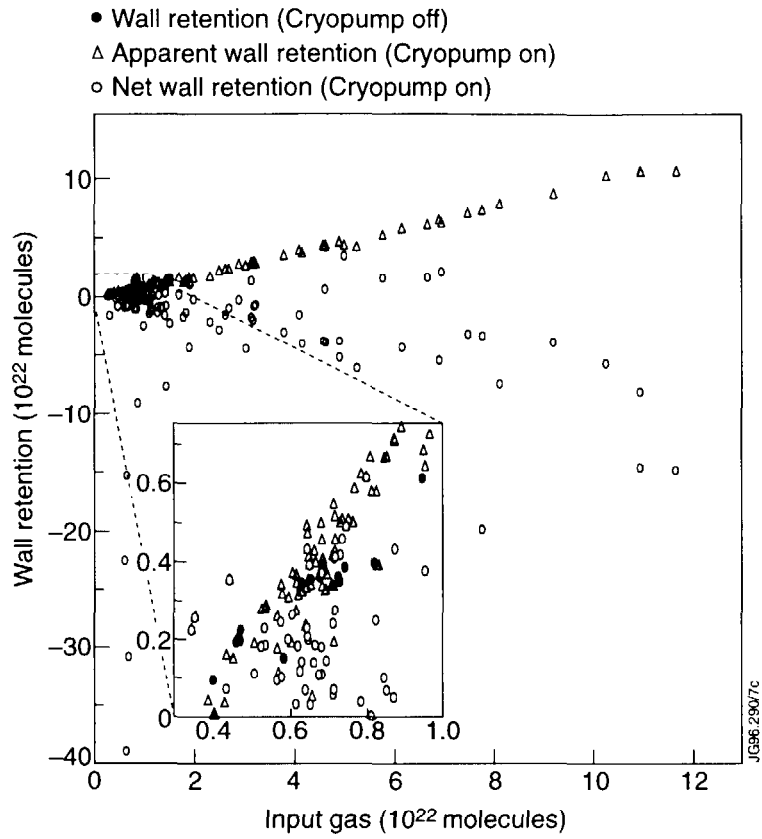 ● Wall retention (Cryopump off)
△ Apparent wall retention (Cryopump on)
○ Net wall retention (Cryopump on)
10
0
−10
−20
−30
−40
Wall retention (10²² molecules)
0.6
0.4
0.2
0
0.4 0.6 0.8 1.0
0 2 4 6 8 10 12
Input gas (10²² molecules)
JG96.290/7c